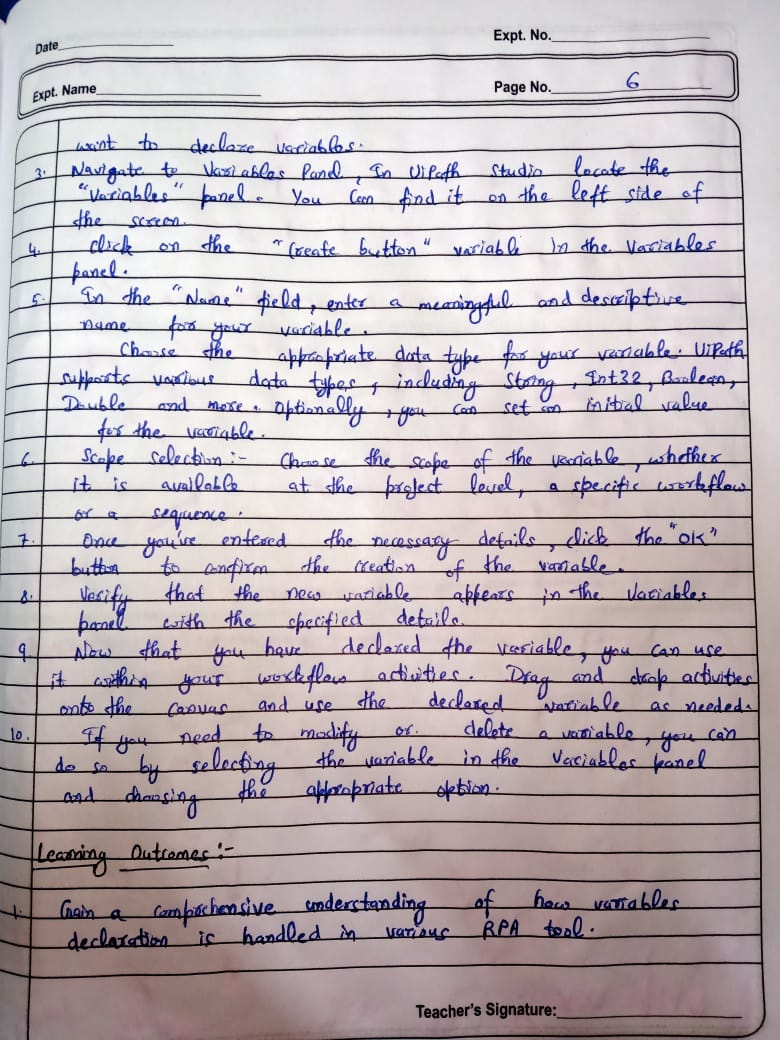 Date
Expt. No.
Expt. Name
Page No. 6
want to declare variables.
3. Navigate to Variables Panel, In UiPath Studio locate the
"Variables" panel. You can find it on the left side of
the screen.
4. click on the "Create button" variable in the Variables
panel.
5. In the "Name" field, enter a meaningful and descriptive
name for your variable.
Choose the appropriate data type for your variable. UiPath
supports various data types, including String, Int32, Boolean,
Double and more. Optionally, you can set an initial value
for the variable.
6. Scope Selection:- Choose the scope of the variable, whether
it is available at the project level, a specific workflow
or a sequence.
7. Once you've entered the necessary details, click the "OK"
button to confirm the creation of the variable.
8. Verify that the new variable appears in the Variables
panel with the specified details.
9. Now that you have declared the variable, you can use
it within your workflow activities. Drag and drop activities
onto the canvas and use the declared variable as needed.
10. If you need to modify or delete a variable, you can
do so by selecting the variable in the Variables panel
and choosing the appropriate option.
Learning Outcomes:-
1. Gain a comprehensive understanding of how variables
declaration is handled in various RPA tool.
Teacher's Signature: